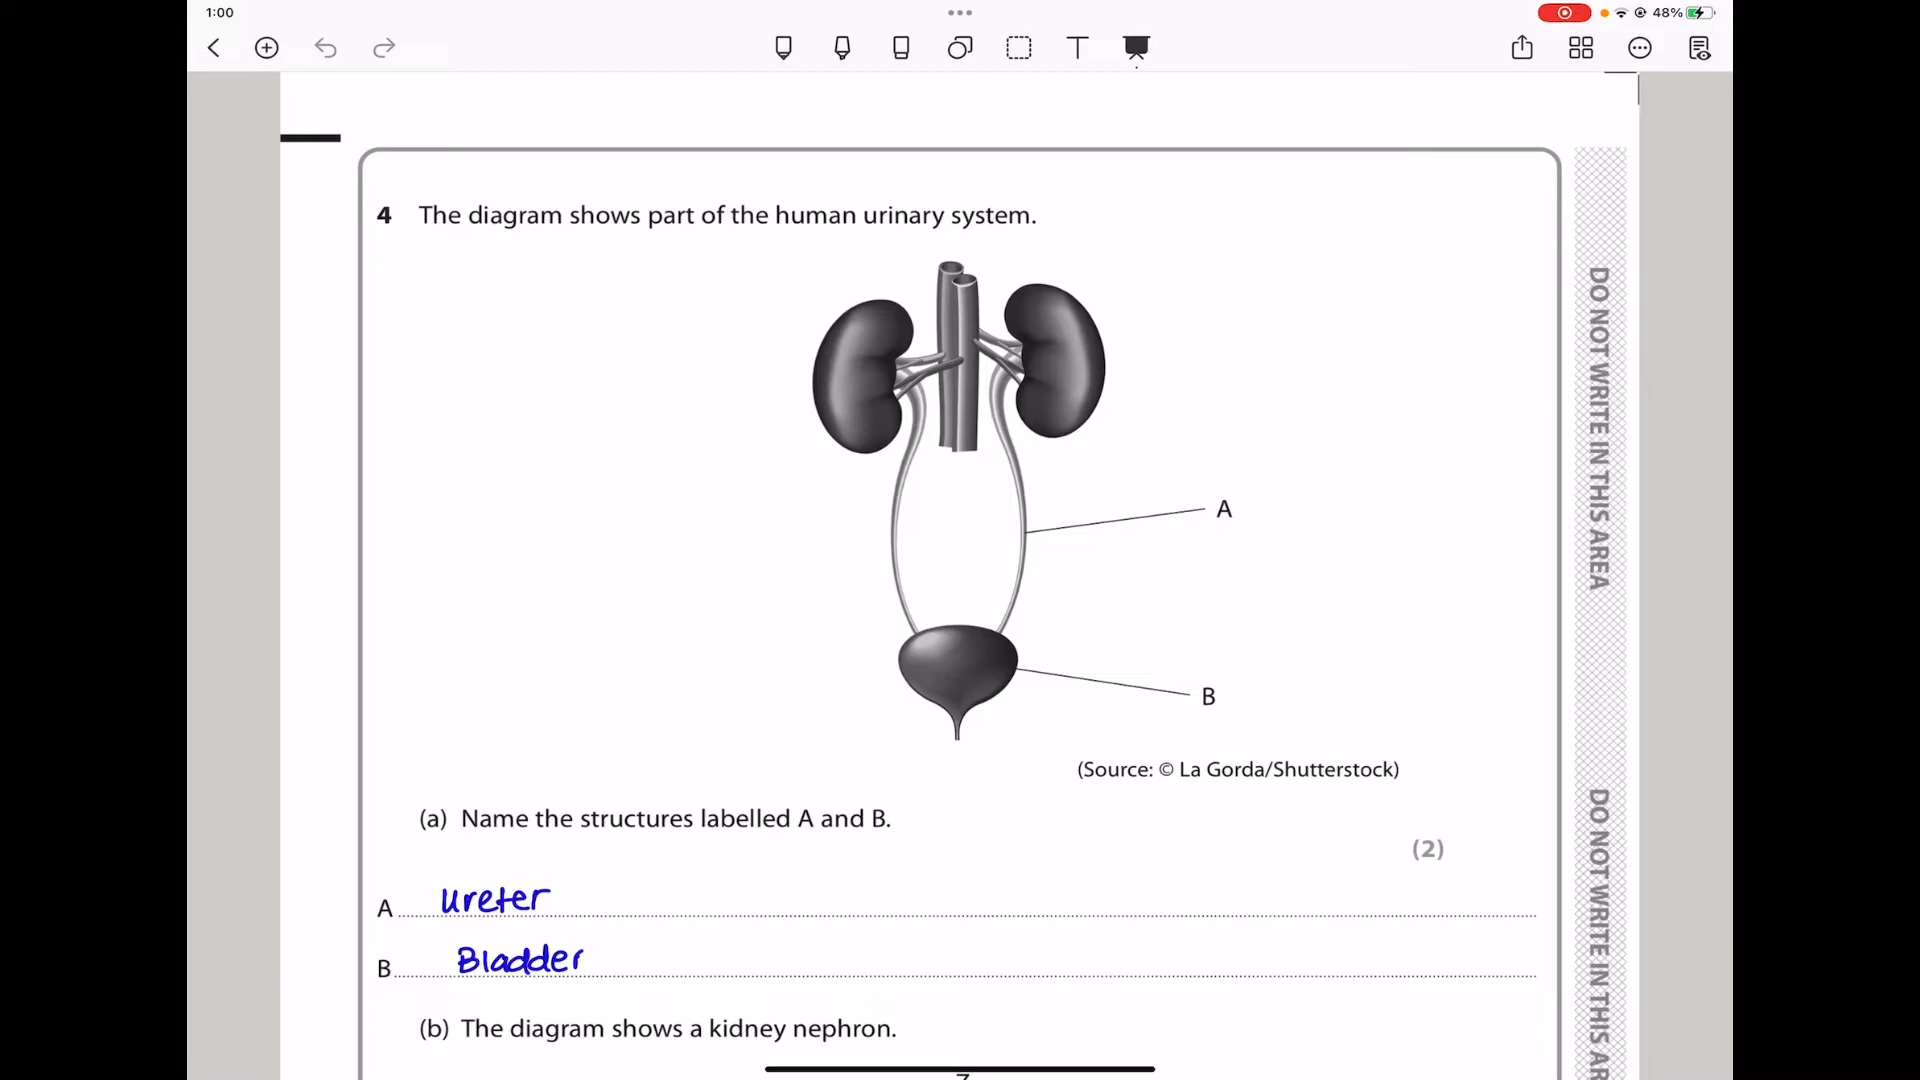 1:00
48%
4 The diagram shows part of the human urinary system.
A
B
(Source: © La Gorda/Shutterstock)
(a) Name the structures labelled A and B.
(2)
A Ureter
B Bladder
(b) The diagram shows a kidney nephron.
DO NOT WRITE IN THIS AREA
DO NOT WRITE IN THIS AR